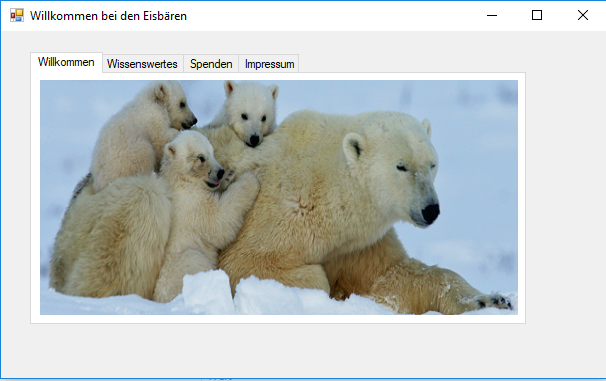 Willkommen bei den Eisbären
Willkommen Wissenswertes Spenden Impressum